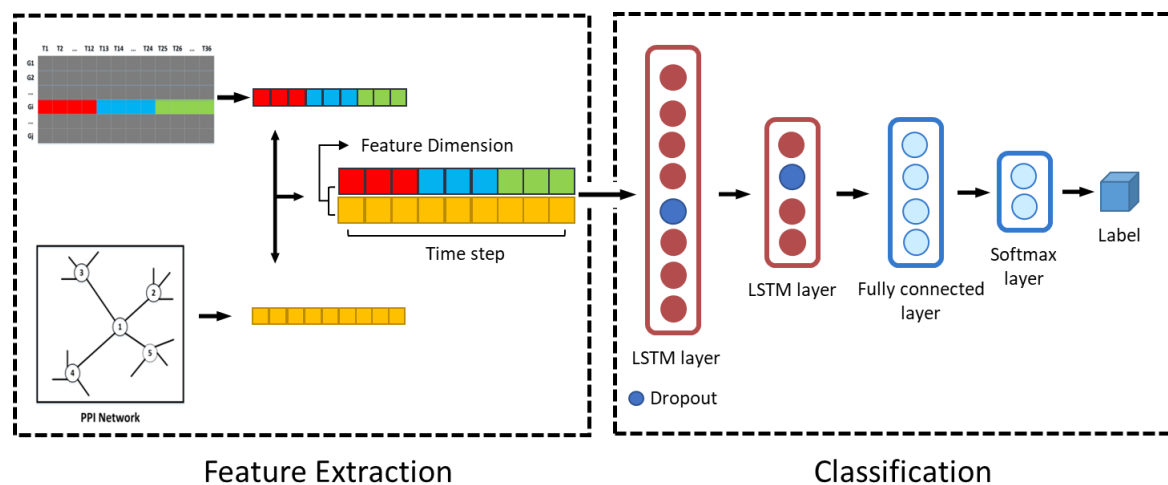 T1 T2 ... T12 T13 T14 ... T24 T25 T26 ... T36
G1
G2
...
Gi
...
Gj
Feature Dimension
Time step
3
2
1
5
4
PPI Network
Feature Extraction
LSTM layer
Dropout
LSTM layer
Fully connected
layer
Softmax
layer
Label
Classification